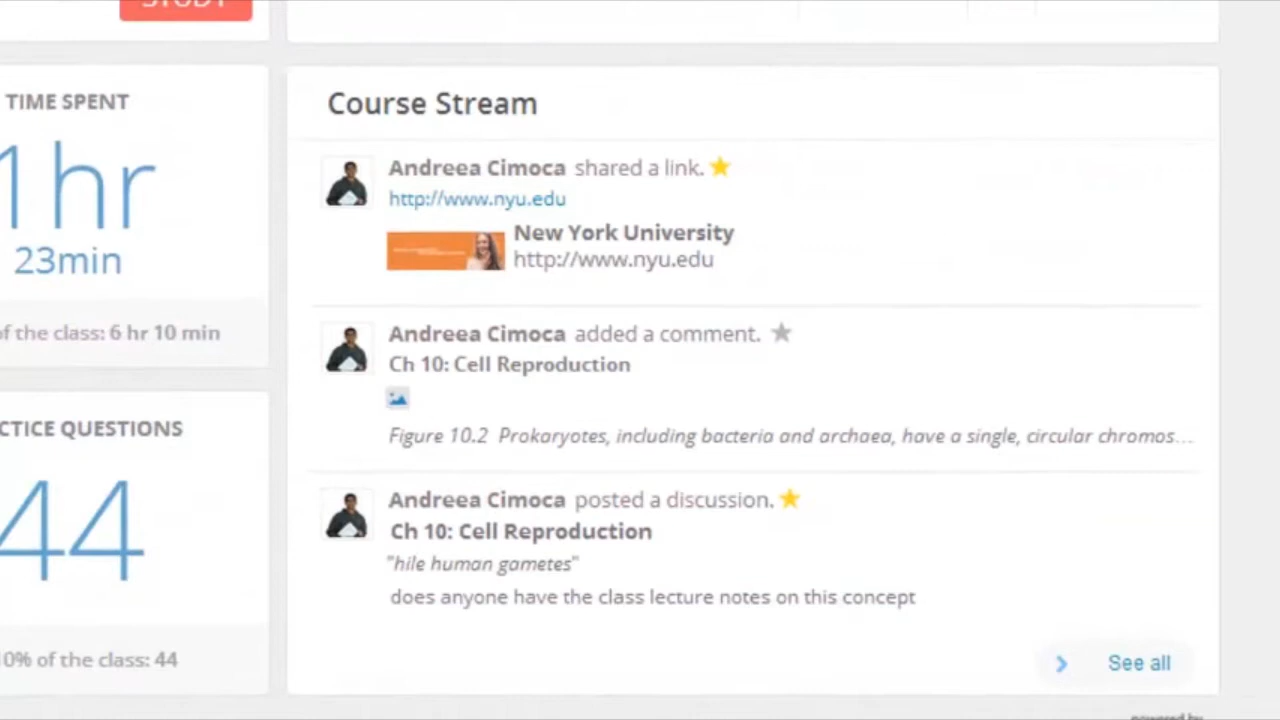 STUDY
TIME SPENT
1hr
23min
of the class: 6 hr 10 min
CTICE QUESTIONS
44
0% of the class: 44
Course Stream
Andreea Cimoca shared a link.
http://www.nyu.edu
New York University
http://www.nyu.edu
Andreea Cimoca added a comment.
Ch 10: Cell Reproduction
Figure 10.2 Prokaryotes, including bacteria and archaea, have a single, circular chromos...
Andreea Cimoca posted a discussion.
Ch 10: Cell Reproduction
"hile human gametes"
does anyone have the class lecture notes on this concept
See all
powered by